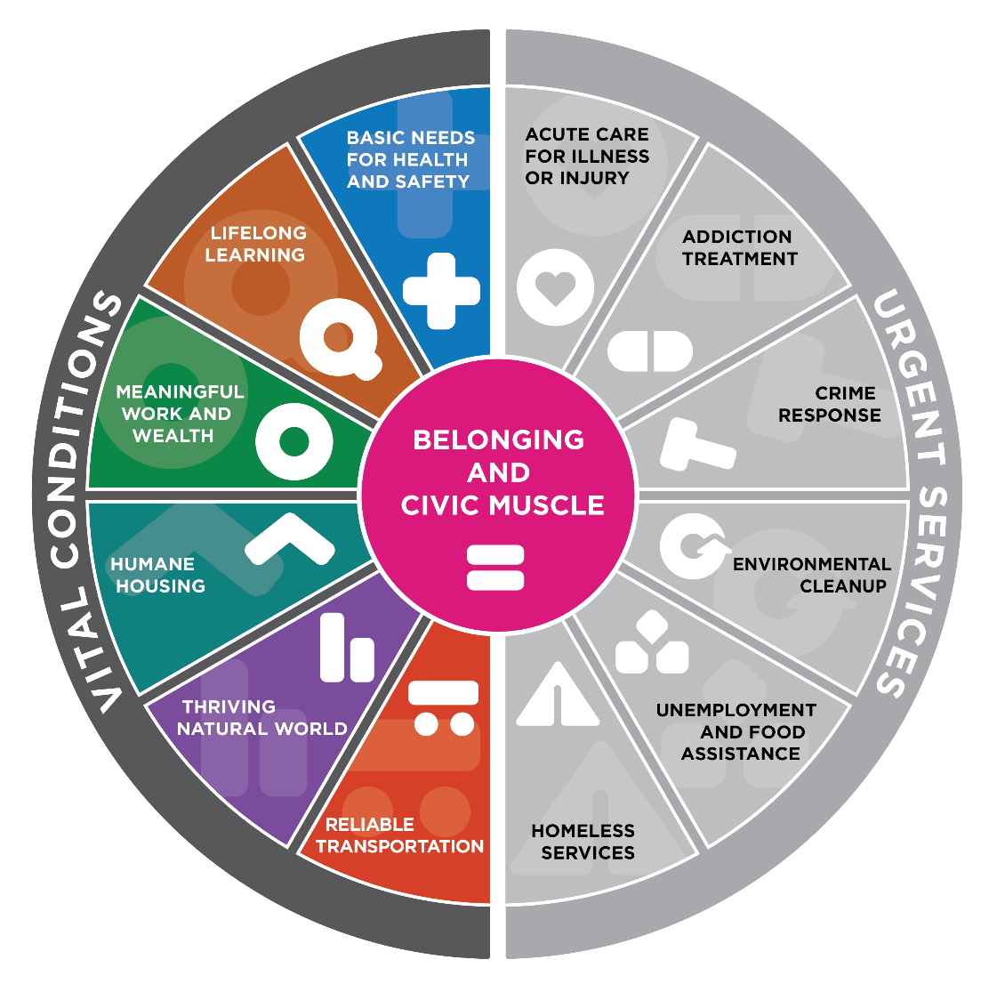 VITAL CONDITIONS
BASIC NEEDS
FOR HEALTH
AND SAFETY
LIFELONG
LEARNING
MEANINGFUL
WORK AND
WEALTH
HUMANE
HOUSING
THRIVING
NATURAL WORLD
RELIABLE
TRANSPORTATION
BELONGING
AND
CIVIC MUSCLE
URGENT SERVICES
ACUTE CARE
FOR ILLNESS
OR INJURY
ADDICTION
TREATMENT
CRIME
RESPONSE
ENVIRONMENTAL
CLEANUP
UNEMPLOYMENT
AND FOOD
ASSISTANCE
HOMELESS
SERVICES